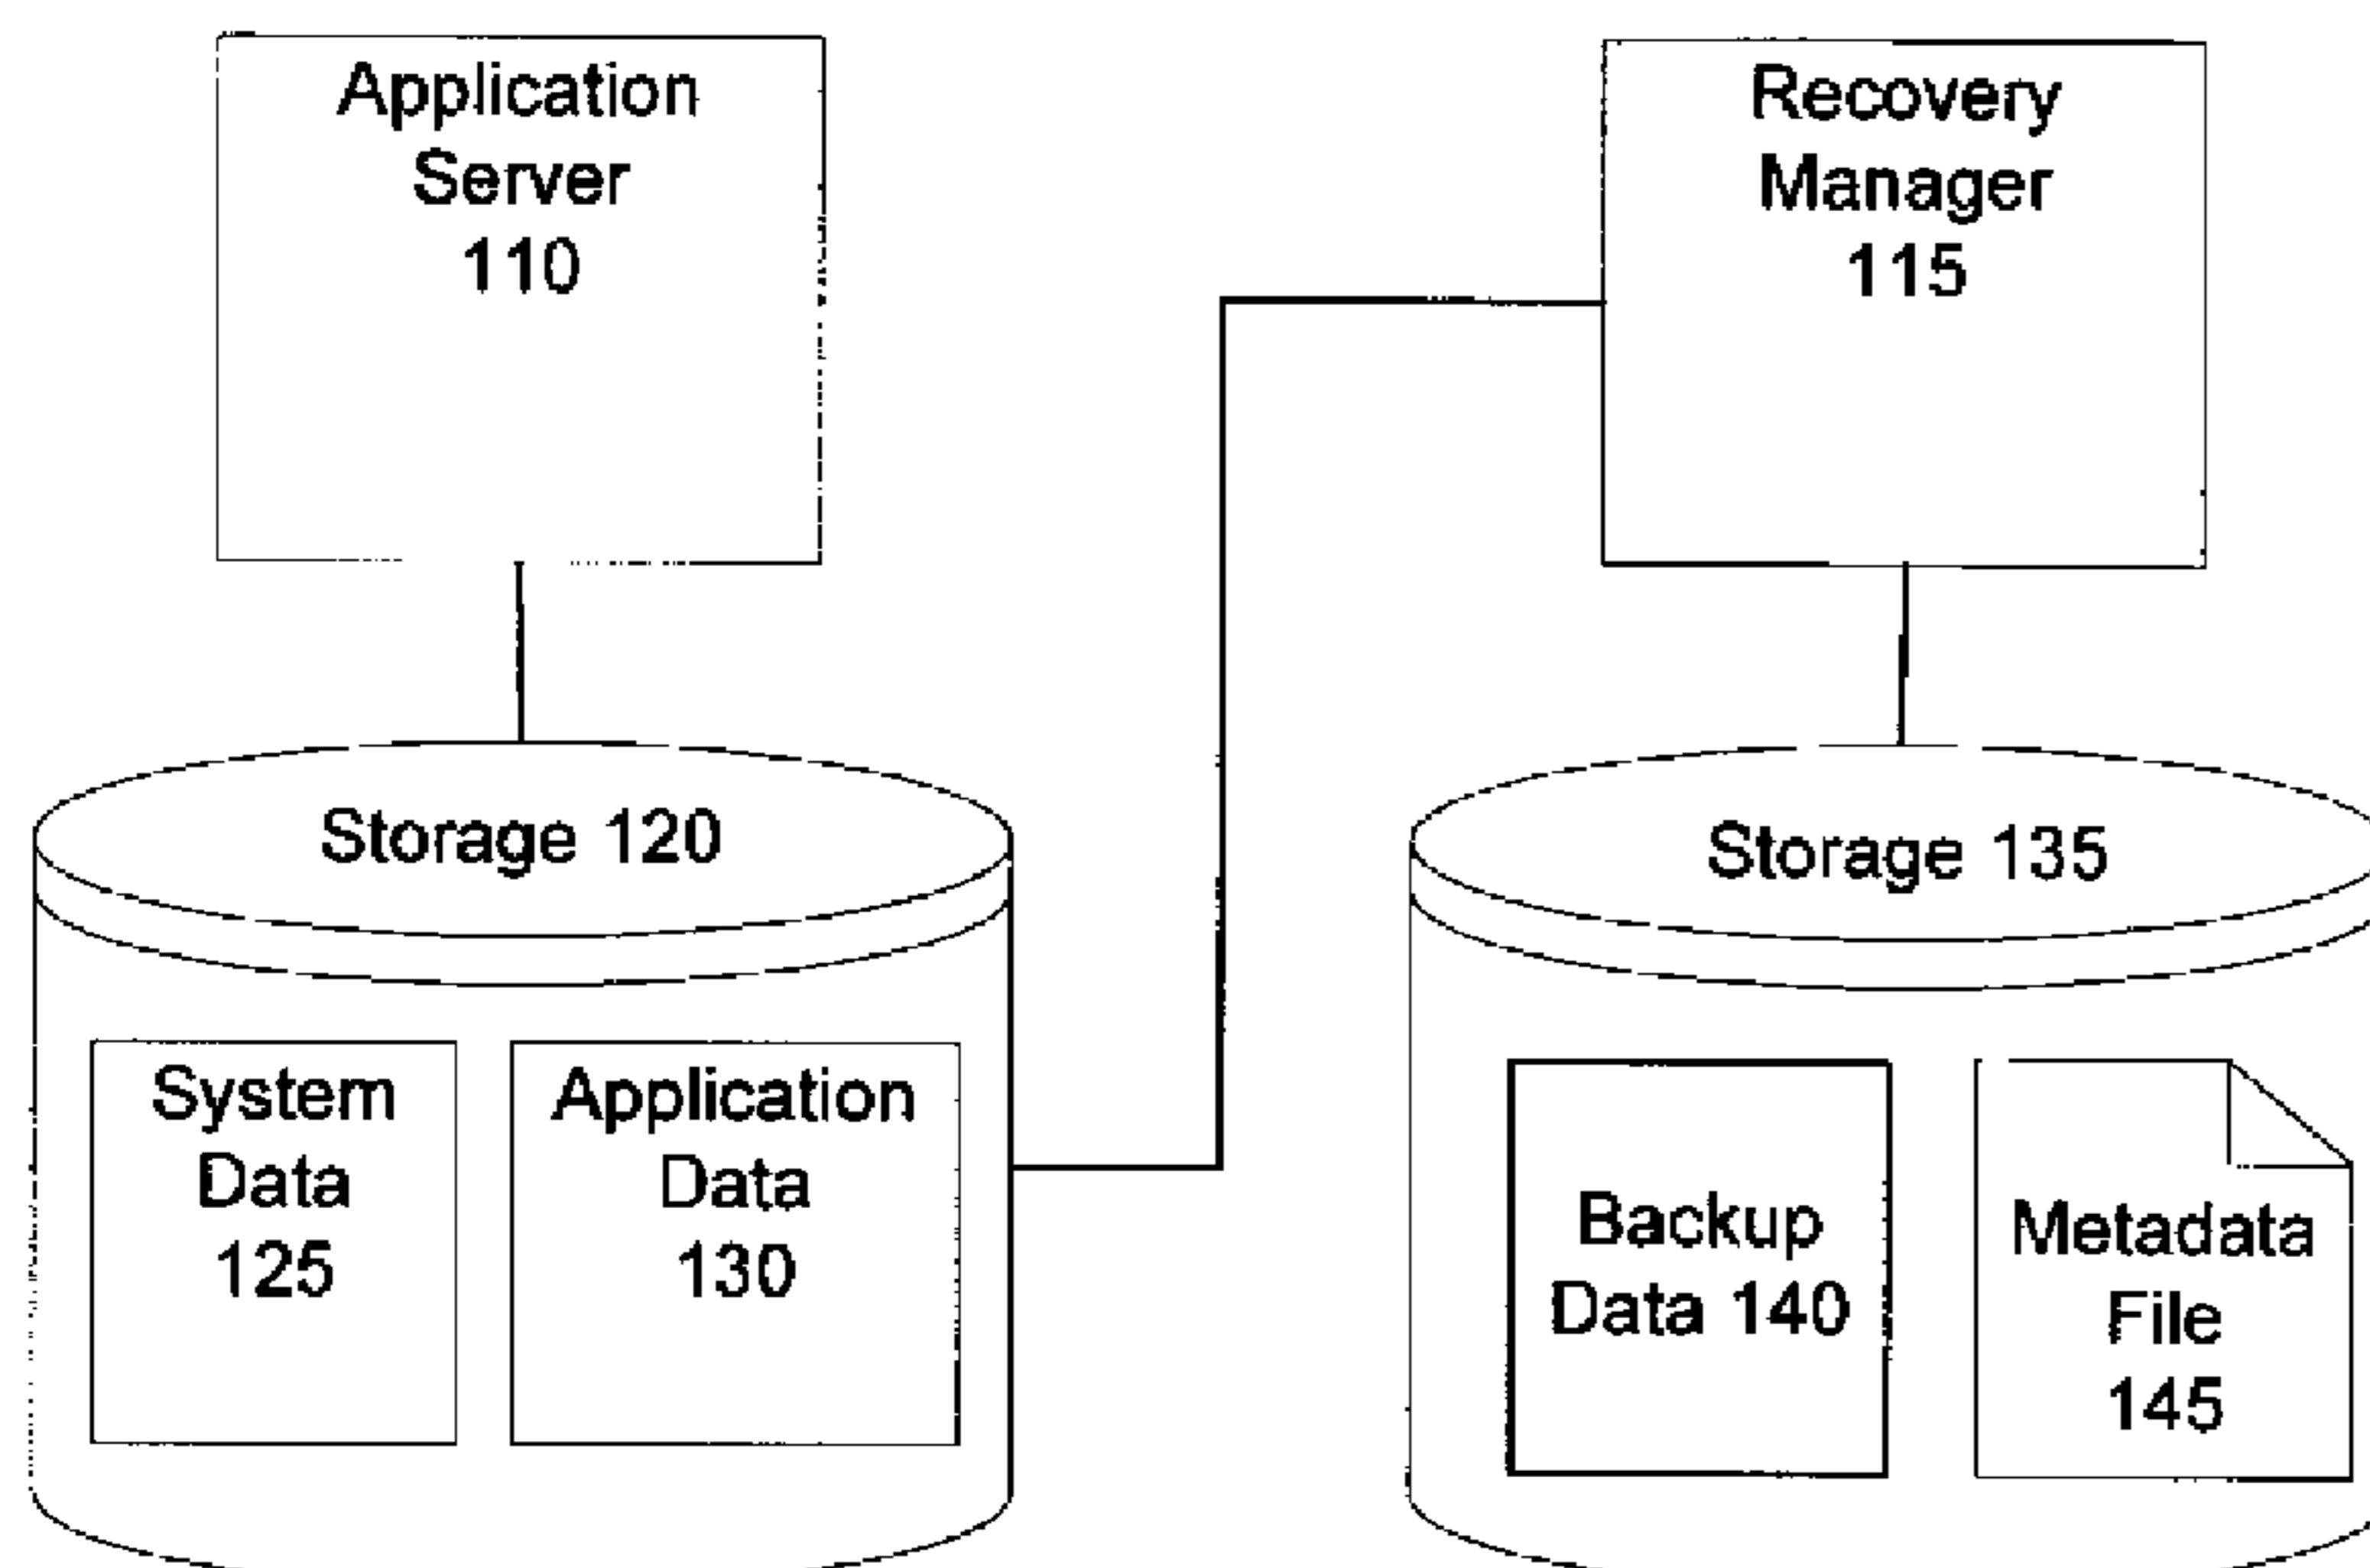 Application
Server
110
Recovery
Manager
115
Storage 120
Storage 135
System
Data
125
Application
Data
130
Backup
Data 140
Metadata
File
145